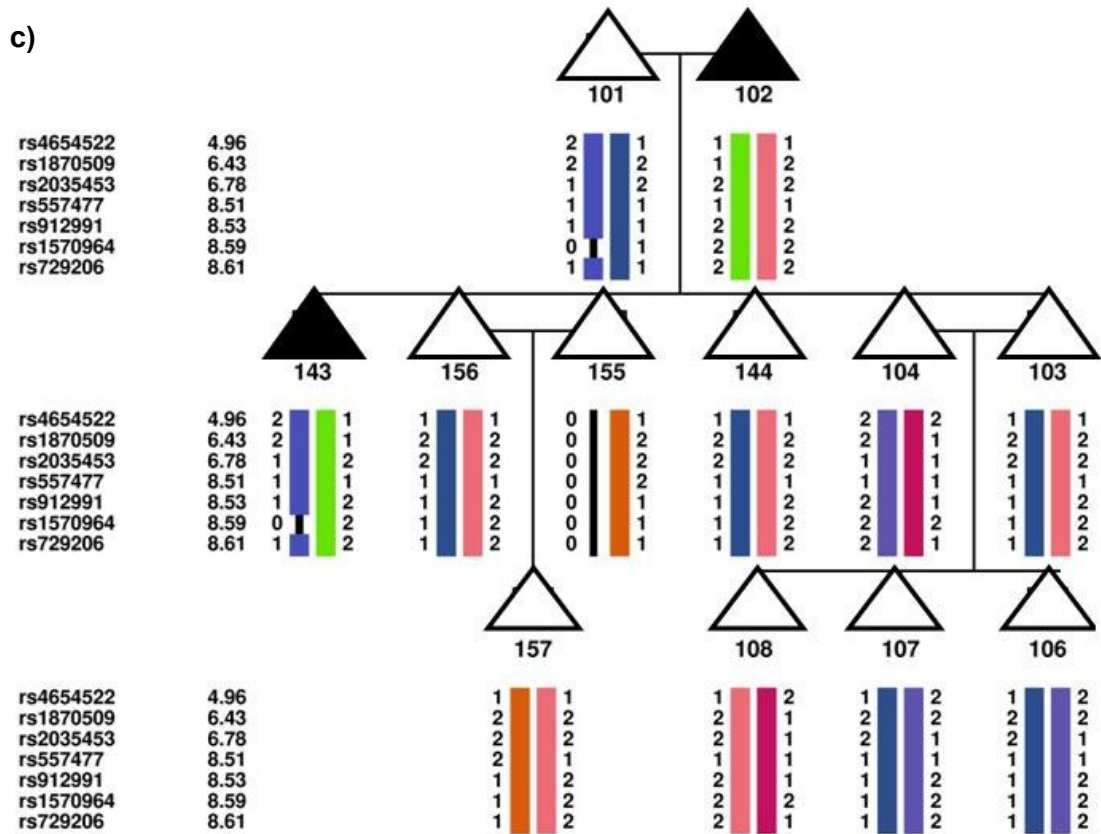 c)
101 102
rs4654522 4.96 2 1 1 1
rs1870509 6.43 2 2 1 2
rs2035453 6.78 1 2 2 2
rs557477 8.51 1 1 1 1
rs912991 8.53 1 1 2 2
rs1570964 8.59 0 1 2 2
rs729206 8.61 1 1 2 2
143 156 155 144 104 103
rs4654522 4.96 2 1 1 1 0 1 1 1 2 2 1 1
rs1870509 6.43 2 1 2 2 0 2 2 2 2 1 2 2
rs2035453 6.78 1 2 2 2 0 2 2 2 1 1 2 2
rs557477 8.51 1 1 1 1 0 2 1 1 1 1 1 1
rs912991 8.53 1 2 1 2 0 1 1 2 2 1 1 2
rs1570964 8.59 0 2 1 2 0 1 1 2 2 2 1 2
rs729206 8.61 1 2 1 2 0 1 1 2 2 1 1 2
157 108 107 106
rs4654522 4.96 1 1 1 2 1 2 1 2
rs1870509 6.43 2 2 2 1 2 2 2 2
rs2035453 6.78 2 2 2 1 2 1 2 1
rs557477 8.51 2 1 1 1 1 1 1 1
rs912991 8.53 1 2 2 1 1 2 1 2
rs1570964 8.59 1 2 2 2 1 2 1 2
rs729206 8.61 1 2 2 1 1 2 1 2